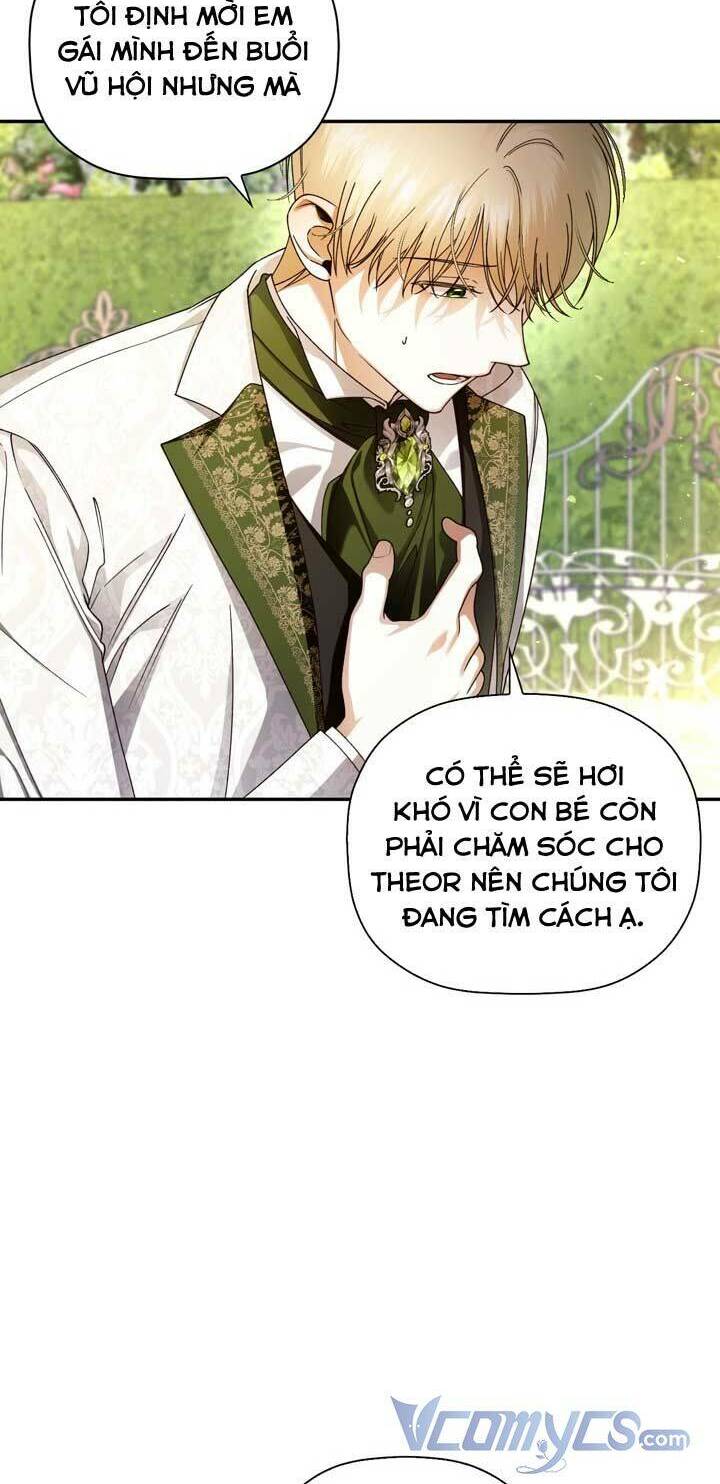 TÔI ĐỊNH MỜI EM
GÁI MÌNH ĐẾN BUỔI
VŨ HỘI NHƯNG MÀ
CÓ THỂ SẼ HƠI
KHÓ VÌ CON BÉ CÒN
PHẢI CHĂM SÓC CHO
THEOR NÊN CHÚNG TÔI
ĐANG TÌM CÁCH Ạ.
VCOMYCS.com